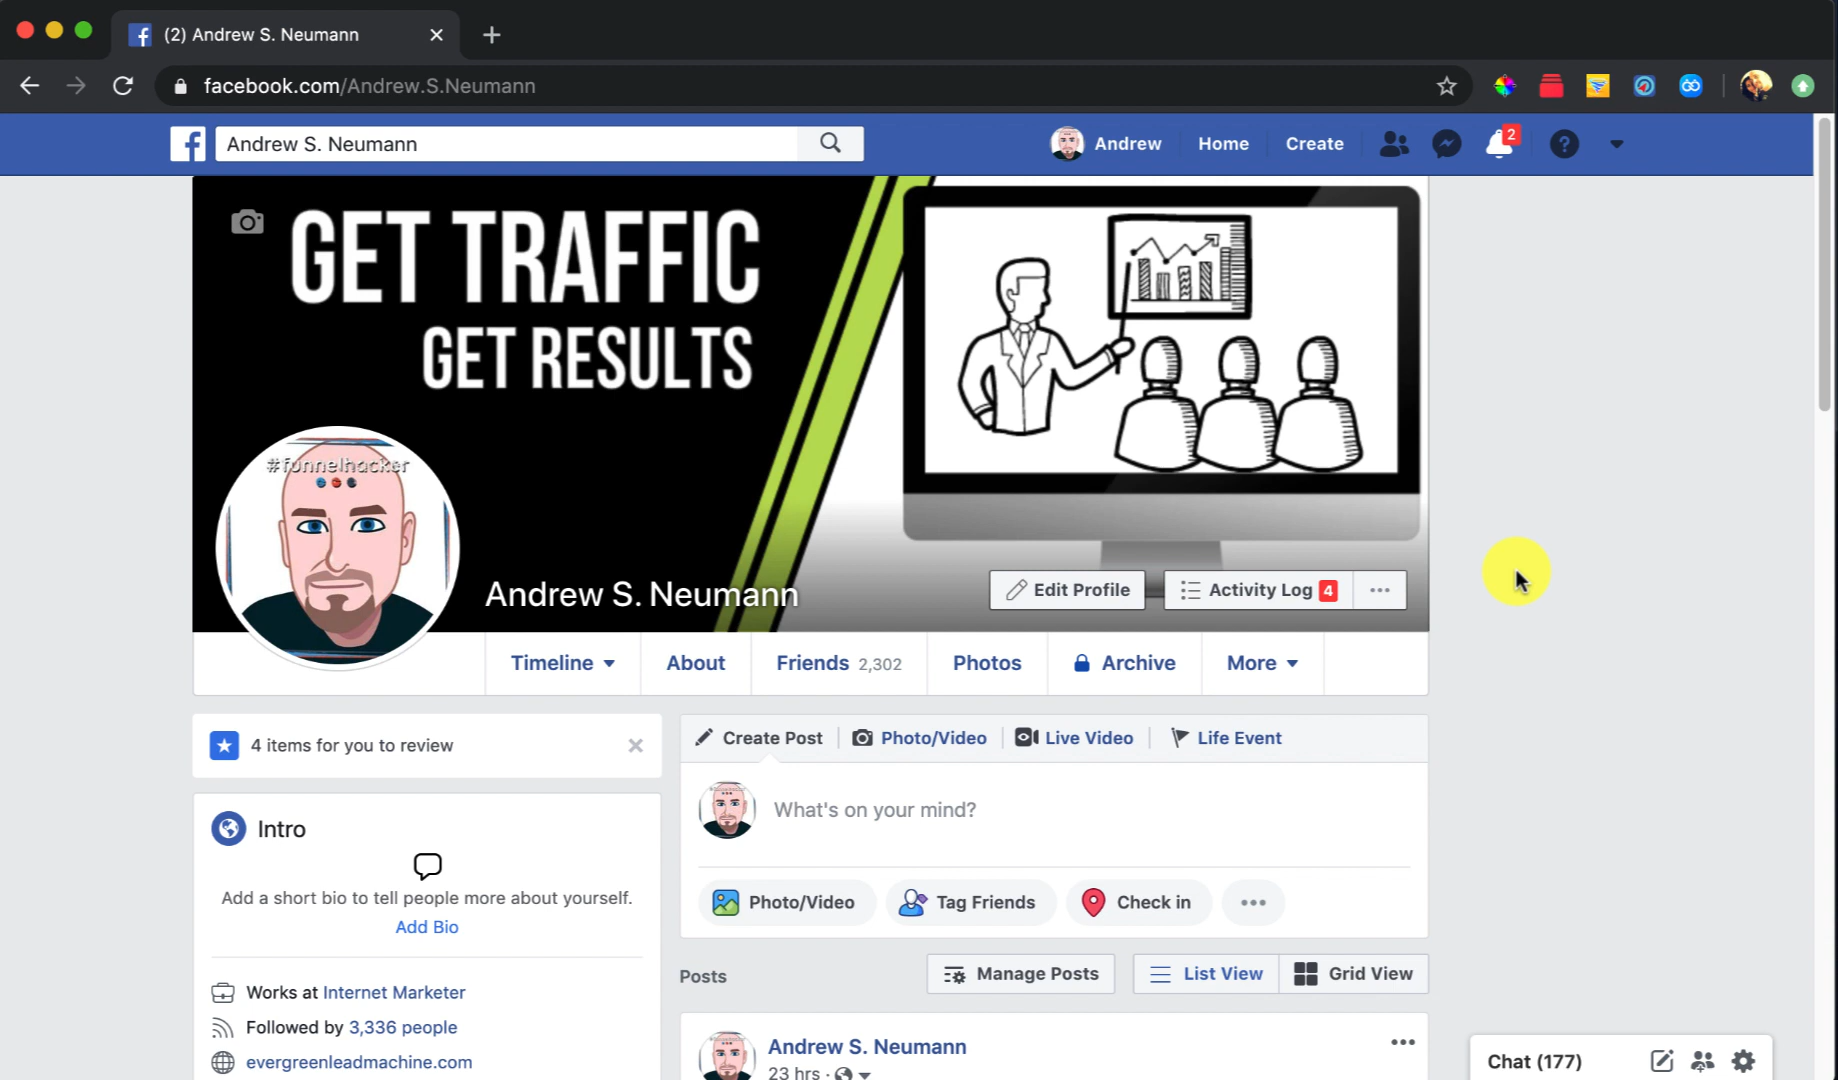 (2) Andrew S. Neumann
facebook.com/Andrew.S.Neumann
Andrew S. Neumann
Andrew Home Create 2
GET TRAFFIC
GET RESULTS
#funnelhacker
Andrew S. Neumann
Edit Profile Activity Log 4
Timeline About Friends 2,302 Photos Archive More
4 items for you to review
Create Post Photo/Video Live Video Life Event
What's on your mind?
Intro
Add a short bio to tell people more about yourself.
Add Bio
Photo/Video Tag Friends Check in
Works at Internet Marketer
Followed by 3,336 people
evergreenleadmachine.com
Posts Manage Posts List View Grid View
Andrew S. Neumann
23 hrs ·
Chat (177)